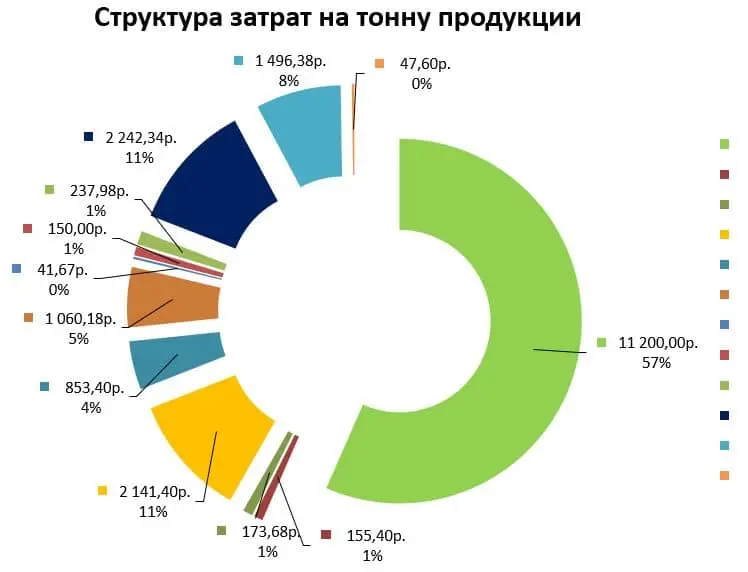 Структура затрат на тонну продукции
1 496,38р.
8%
47,60р.
0%
2 242,34р.
11%
237,98р.
1%
150,00р.
1%
41,67р.
0%
1 060,18р.
5%
11 200,00р.
57%
853,40р.
4%
2 141,40р.
11%
173,68р.
1%
155,40р.
1%